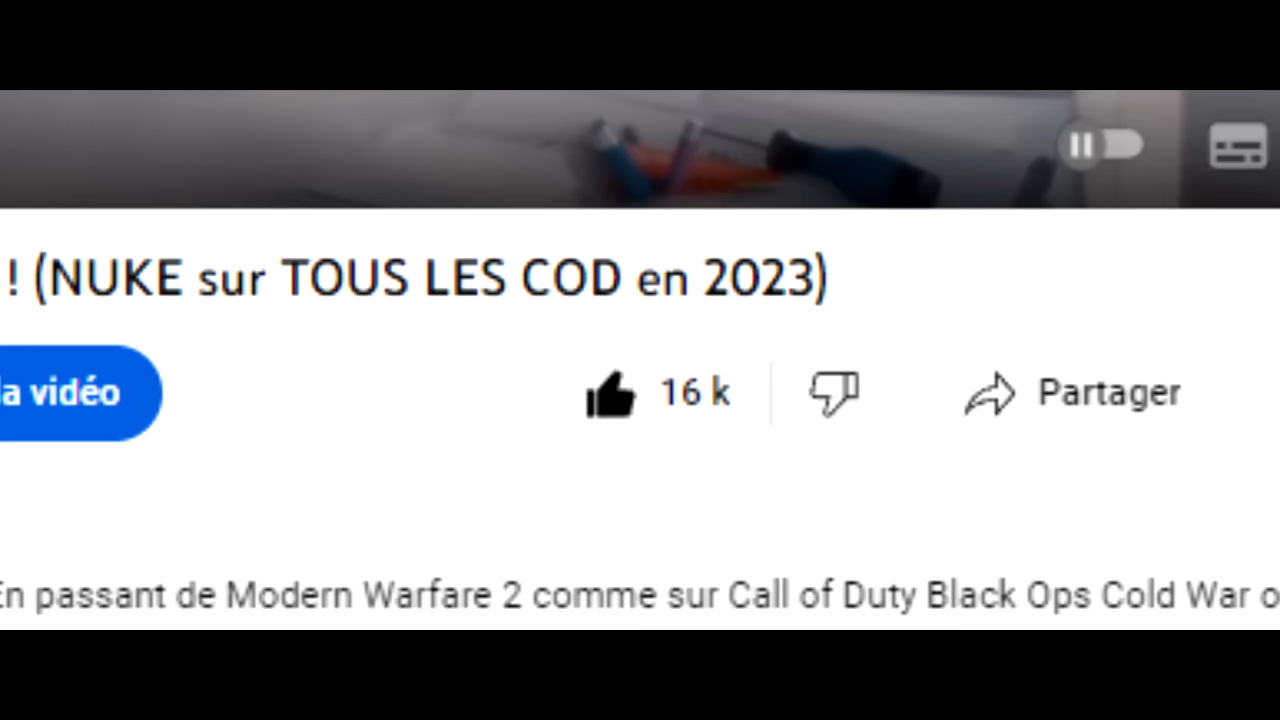 ! (NUKE sur TOUS LES COD en 2023)
la vidéo
16 k
Partager
En passant de Modern Warfare 2 comme sur Call of Duty Black Ops Cold War o